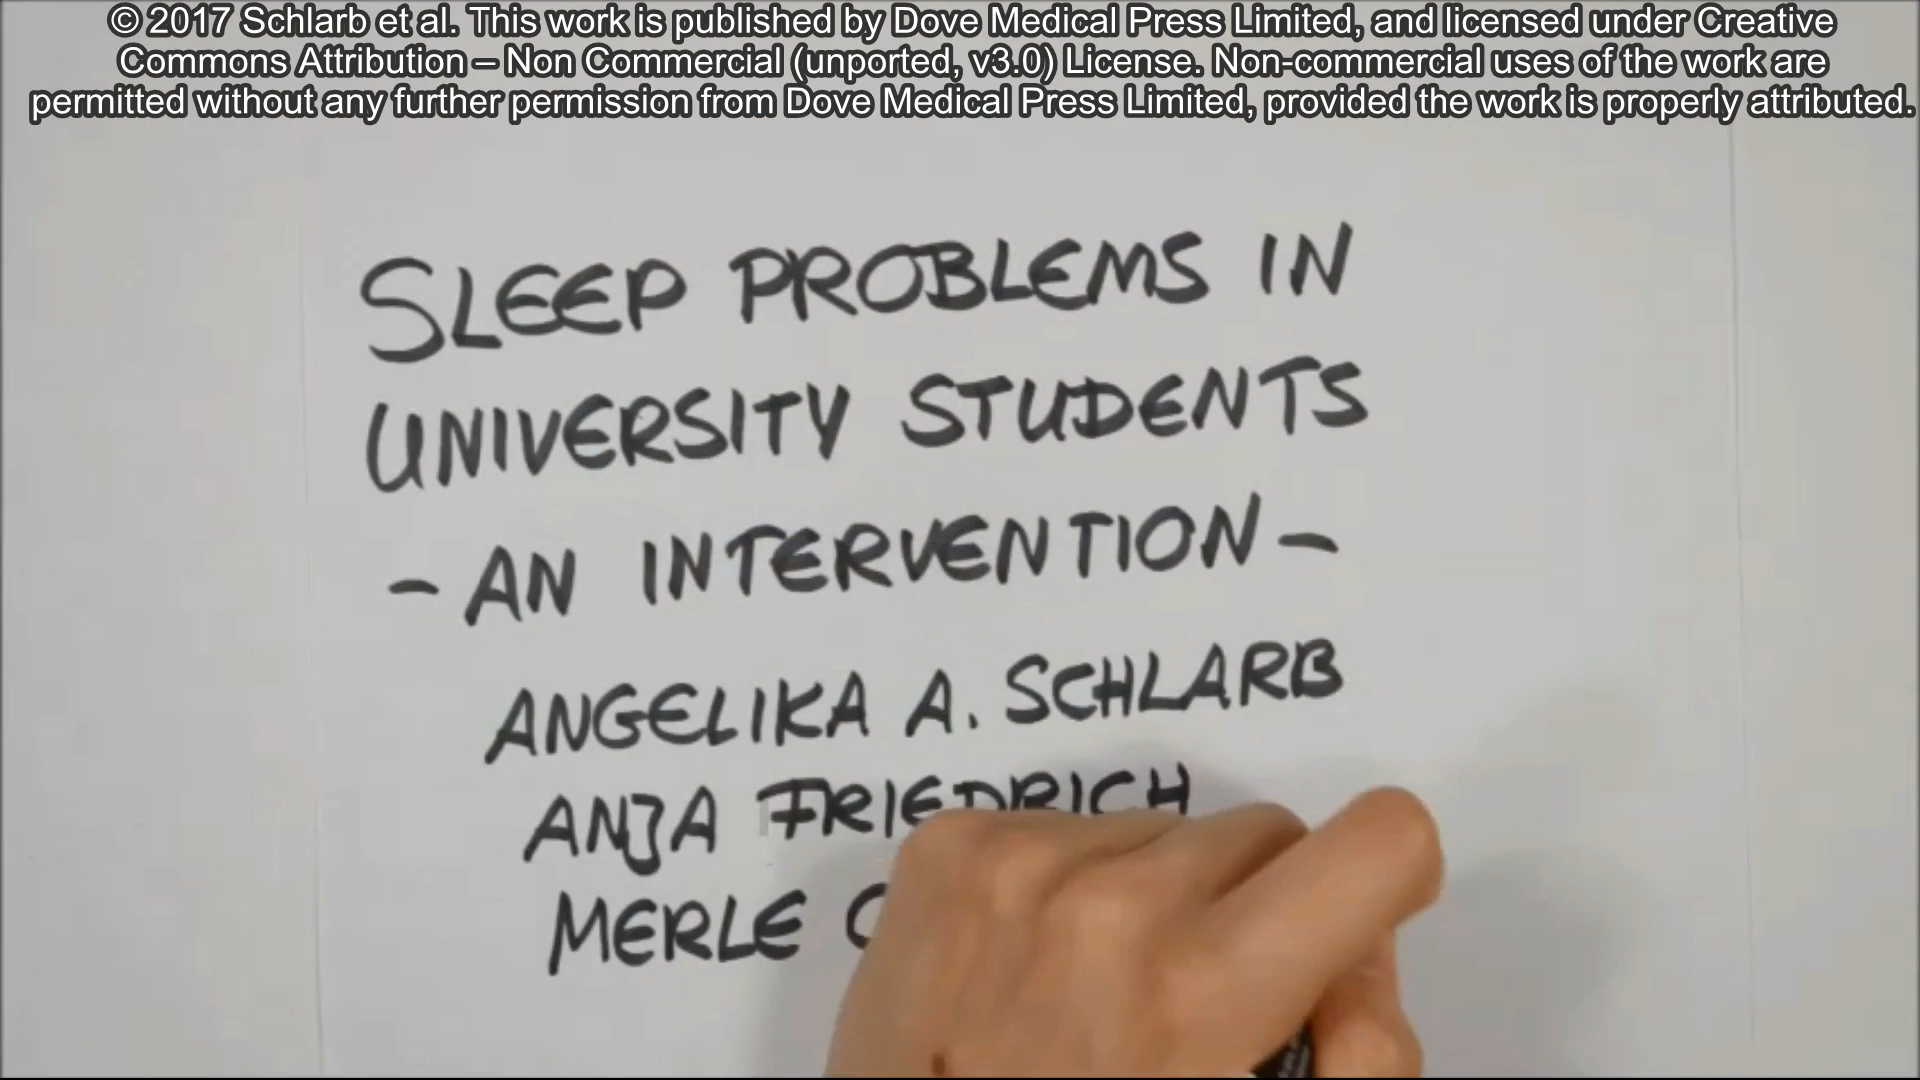 © 2017 Schlarb et al. This work is published by Dove Medical Press Limited, and licensed under Creative
Commons Attribution – Non Commercial (unported, v3.0) License. Non-commercial uses of the work are
permitted without any further permission from Dove Medical Press Limited, provided the work is properly attributed.
SLEEP PROBLEMS IN
UNIVERSITY STUDENTS
- AN INTERVENTION -
ANGELIKA A. SCHLARB
ANJA FRIEDRICH
MERLE